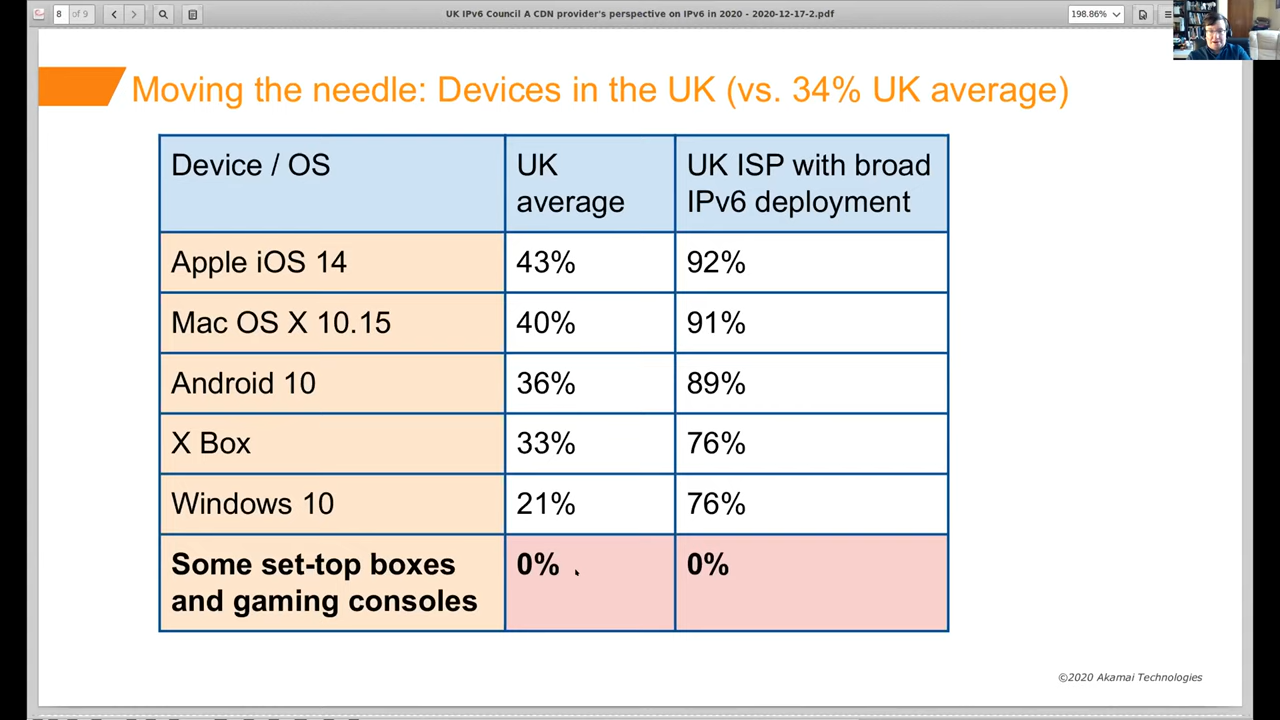 8 of 9
UK IPv6 Council A CDN provider's perspective on IPv6 in 2020 - 2020-12-17-2.pdf
198.86%
Moving the needle: Devices in the UK (vs. 34% UK average)
Device / OS
UK
average
UK ISP with broad
IPv6 deployment
Apple iOS 14
43%
92%
Mac OS X 10.15
40%
91%
Android 10
36%
89%
X Box
33%
76%
Windows 10
21%
76%
Some set-top boxes
and gaming consoles
0%
0%
©2020 Akamai Technologies